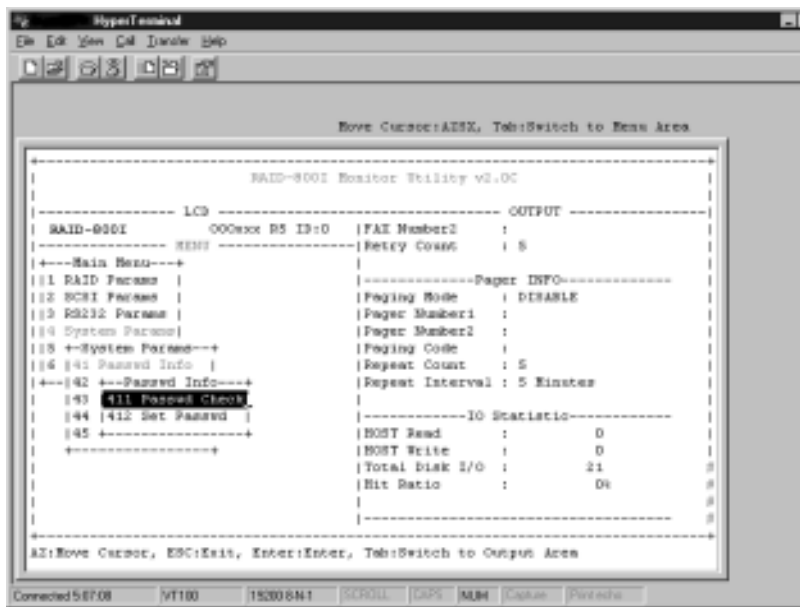 HyperTerminal
File Edit View Call Transfer Help
Move Cursor:AZSX, Tab:Switch to Menu Area
RAID-800I Monitor Utility v2.0C
LCD OUTPUT
RAID-800I 000xxx R5 ID:0 |FAX Number2 :
MENU |Retry Count : 5
+---Main Menu---+
||1 RAID Params | Pager INFO
||2 SCSI Params | |Paging Mode : DISABLE
||3 RS232 Params | |Pager Number1 :
||4 System Params| |Pager Number2 :
||5 +-System Params--+ |Paging Code :
||6 |41 Passwd Info | |Repeat Count : 5
+--|42 +--Passwd Info---+ |Repeat Interval : 5 Minutes
|43 411 Passwd Check
|44 |412 Set Passwd | IO Statistic
|45 +----------------+ |HOST Read : 0
+----------------+ |HOST Write : 0
|Total Disk I/O : 21
|Hit Ratio : 0%
AZ:Move Cursor, ESC:Exit, Enter:Enter, Tab:Switch to Output Area
Connected 5:07:08 VT100 19200 8-N-1 SCROLL CAPS NUM Capture Print echo